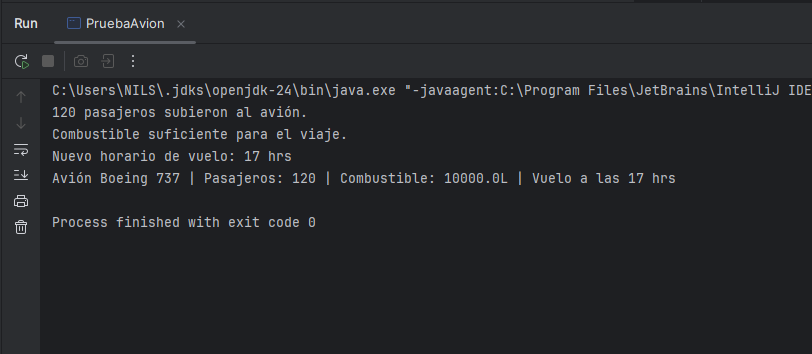 Run PruebaAvion
C:\Users\NILS\.jdks\openjdk-24\bin\java.exe "-javaagent:C:\Program Files\JetBrains\IntelliJ IDE
120 pasajeros subieron al avión.
Combustible suficiente para el viaje.
Nuevo horario de vuelo: 17 hrs
Avión Boeing 737 | Pasajeros: 120 | Combustible: 10000.0L | Vuelo a las 17 hrs
Process finished with exit code 0